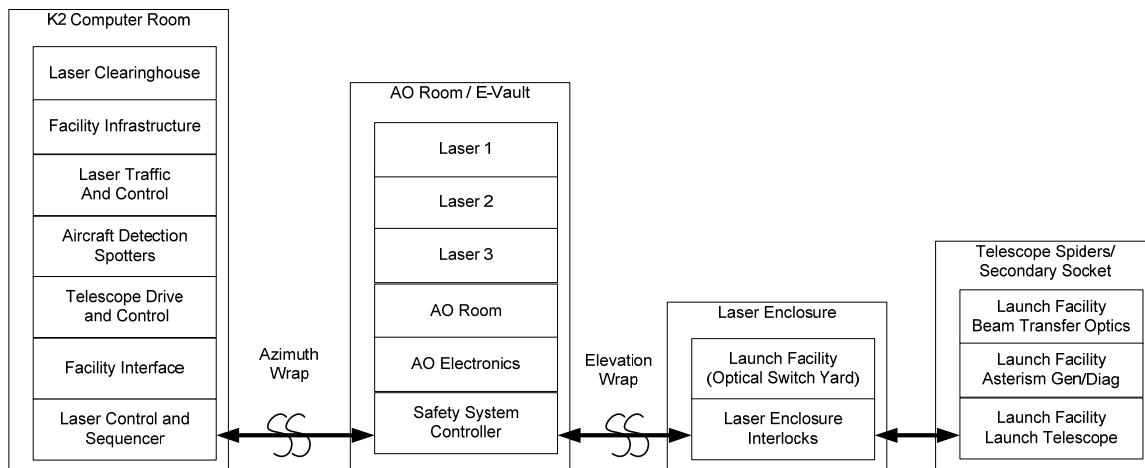 K2 Computer Room
Laser Clearinghouse
Facility Infrastructure
Laser Traffic
And Control
Aircraft Detection
Spotters
Telescope Drive
and Control
Facility Interface
Laser Control and
Sequencer
Azimuth
Wrap
AO Room / E-Vault
Laser 1
Laser 2
Laser 3
AO Room
AO Electronics
Safety System
Controller
Elevation
Wrap
Laser Enclosure
Launch Facility
(Optical Switch Yard)
Laser Enclosure
Interlocks
Telescope Spiders/
Secondary Socket
Launch Facility
Beam Transfer Optics
Launch Facility
Asterism Gen/Diag
Launch Facility
Launch Telescope